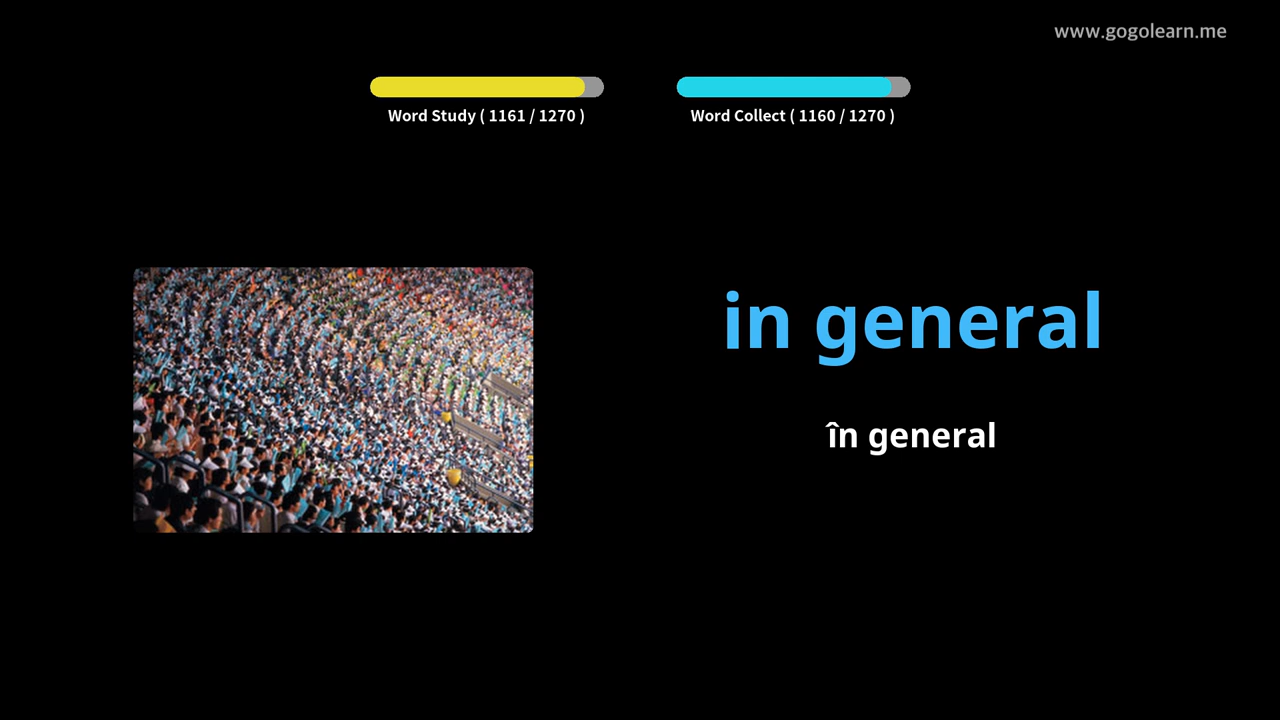 www.gogolearn.me
Word Study ( 1161 / 1270 )
Word Collect ( 1160 / 1270 )
in general
în general